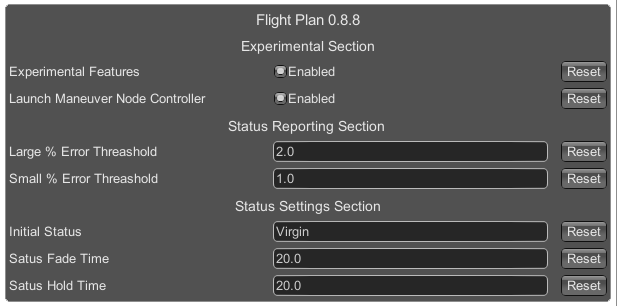 Flight Plan 0.8.8
Experimental Section
Experimental Features Enabled Reset
Launch Maneuver Node Controller Enabled Reset
Status Reporting Section
Large % Error Threashold 2.0 Reset
Small % Error Threashold 1.0 Reset
Status Settings Section
Initial Status Virgin Reset
Satus Fade Time 20.0 Reset
Satus Hold Time 20.0 Reset